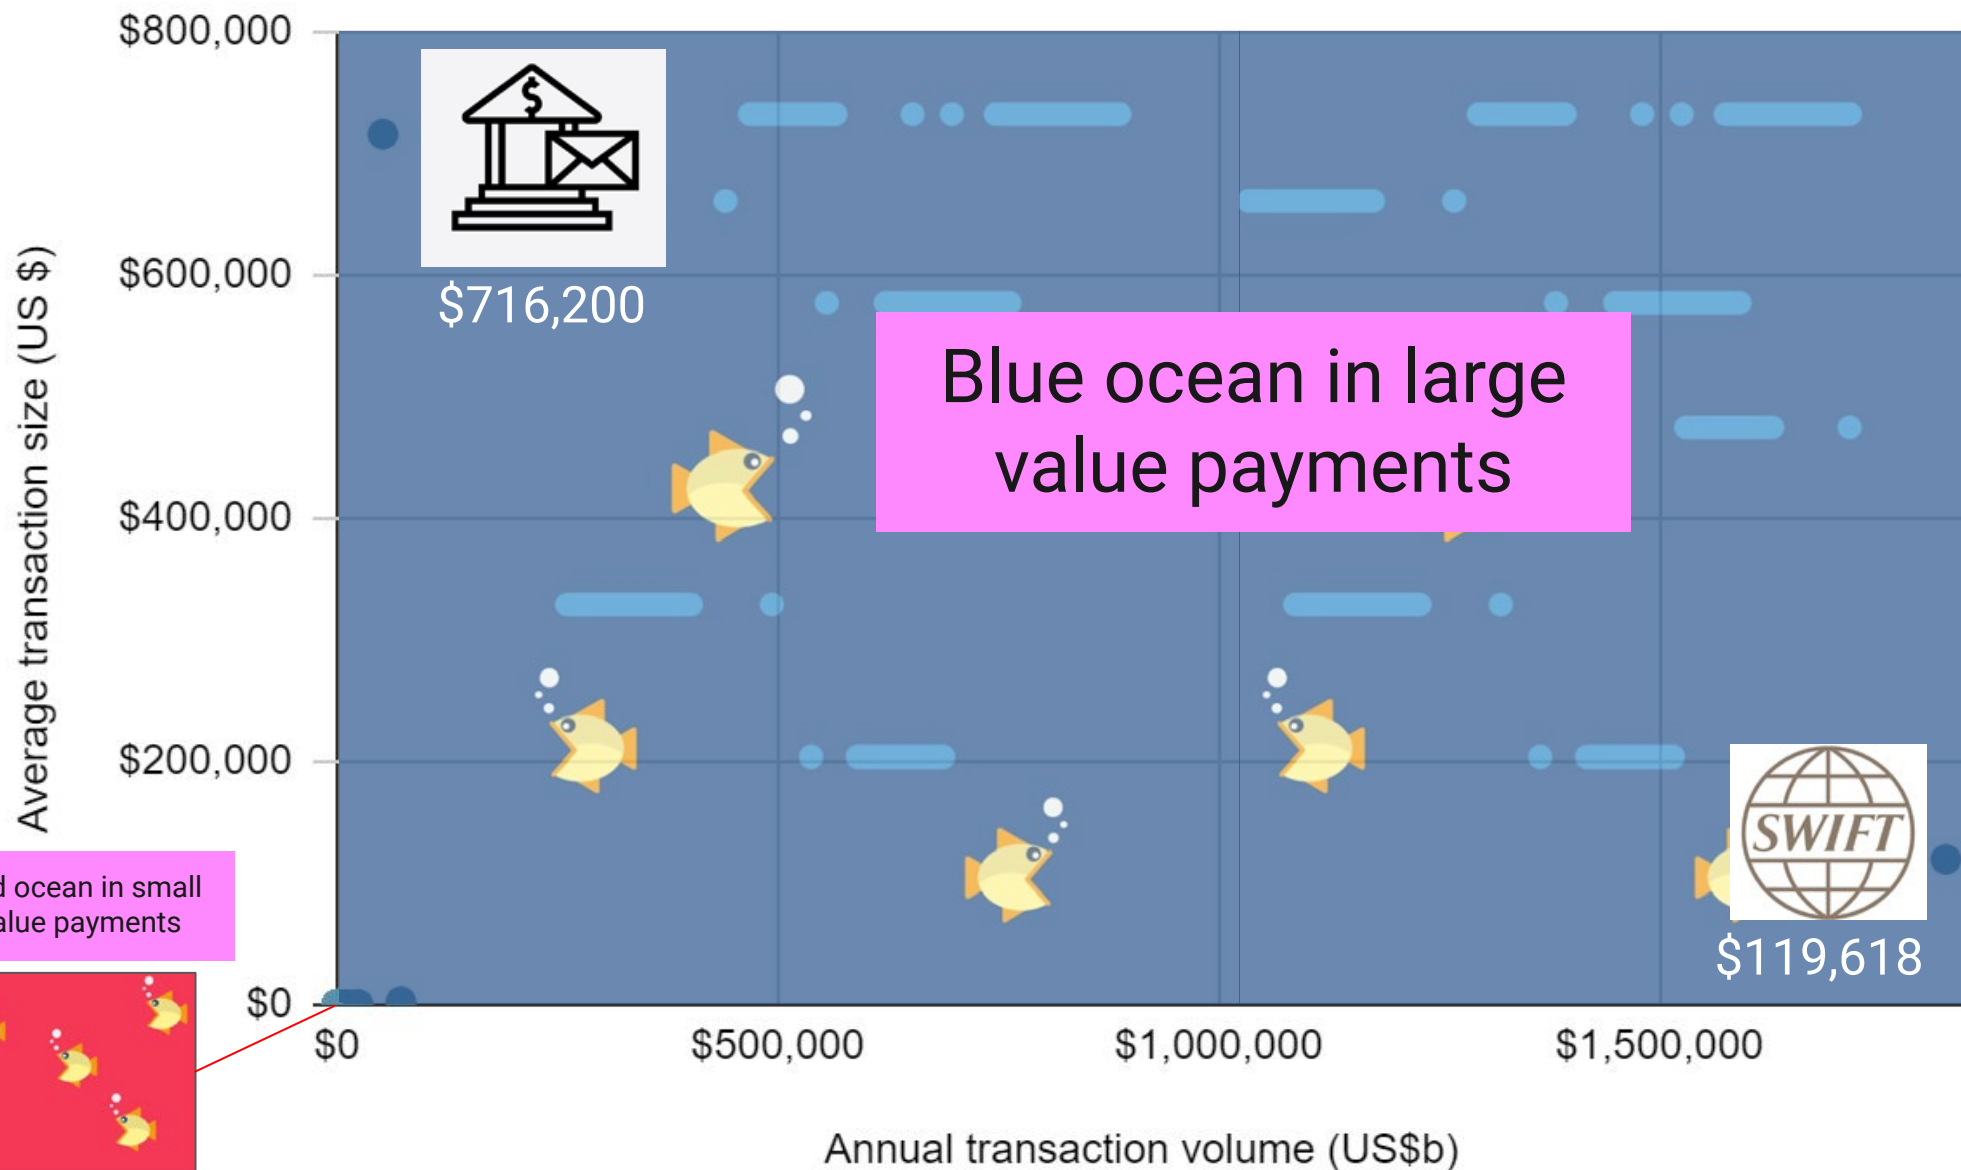 $800,000
$
$716,200
$600,000
Blue ocean in large
value payments
Average transaction size (US $)
$400,000
$200,000
SWIFT
$119,618
ocean in small
payments
$0
$0
$500,000
$1,000,000
$1,500,000
Annual transaction volume (US$b)